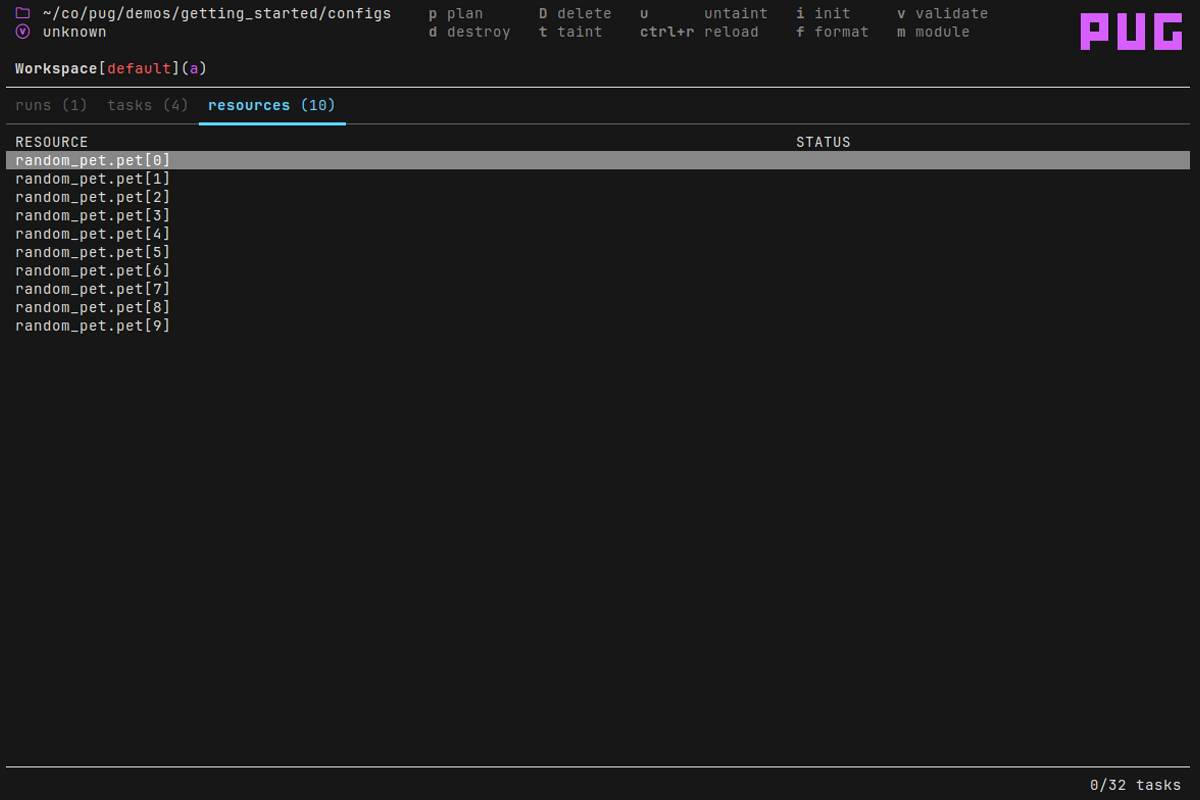 ~/co/pug/demos/getting_started/configs p plan D delete u untaint i init v validate
v unknown d destroy t taint ctrl+r reload f format m module
PUG
Workspace[default](a)
runs (1) tasks (4) resources (10)
RESOURCE STATUS
random_pet.pet[0]
random_pet.pet[1]
random_pet.pet[2]
random_pet.pet[3]
random_pet.pet[4]
random_pet.pet[5]
random_pet.pet[6]
random_pet.pet[7]
random_pet.pet[8]
random_pet.pet[9]
0/32 tasks